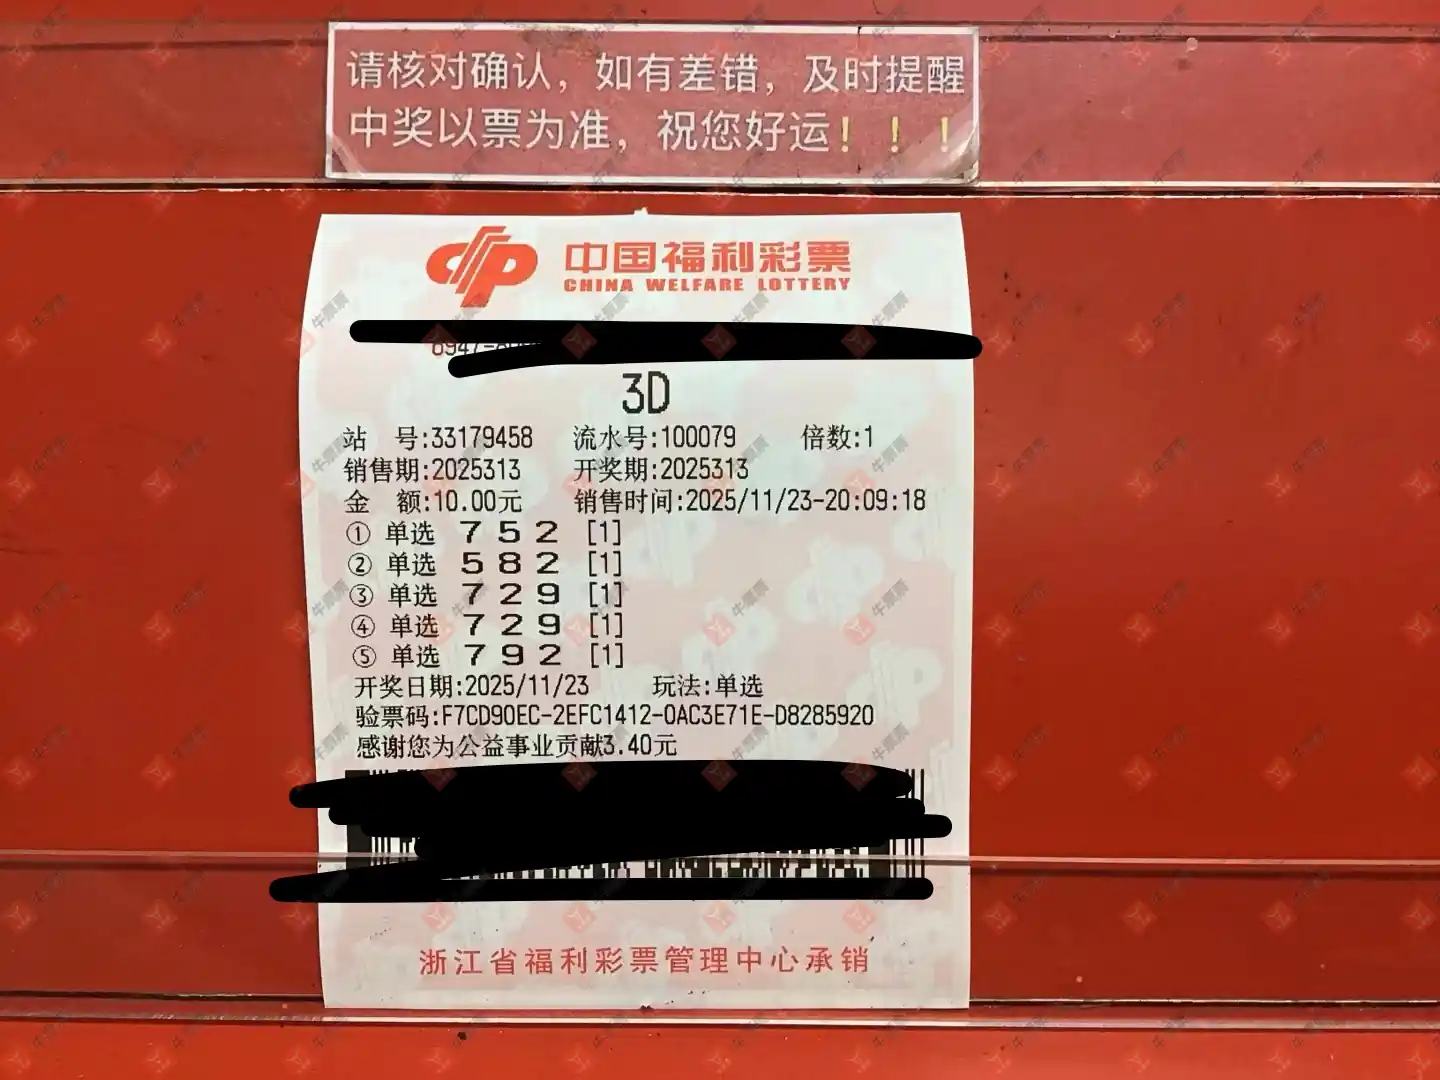 请核对确认，如有差错，及时提醒
中奖以票为准，祝您好运！！！
中国福利彩票
CHINA WELFARE LOTTERY
3D
站 号:33179458 流水号:100079 倍数:1
销售期:2025313 开奖期:2025313
金 额:10.00元 销售时间:2025/11/23-20:09:18
① 单选 7 5 2 [1]
② 单选 5 8 2 [1]
③ 单选 7 2 9 [1]
④ 单选 7 2 9 [1]
⑤ 单选 7 9 2 [1]
开奖日期:2025/11/23 玩法:单选
验票码:F7CD90EC-2EFC1412-0AC3E71E-D8285920
感谢您为公益事业贡献3.40元
浙江省福利彩票管理中心承销
牛票票